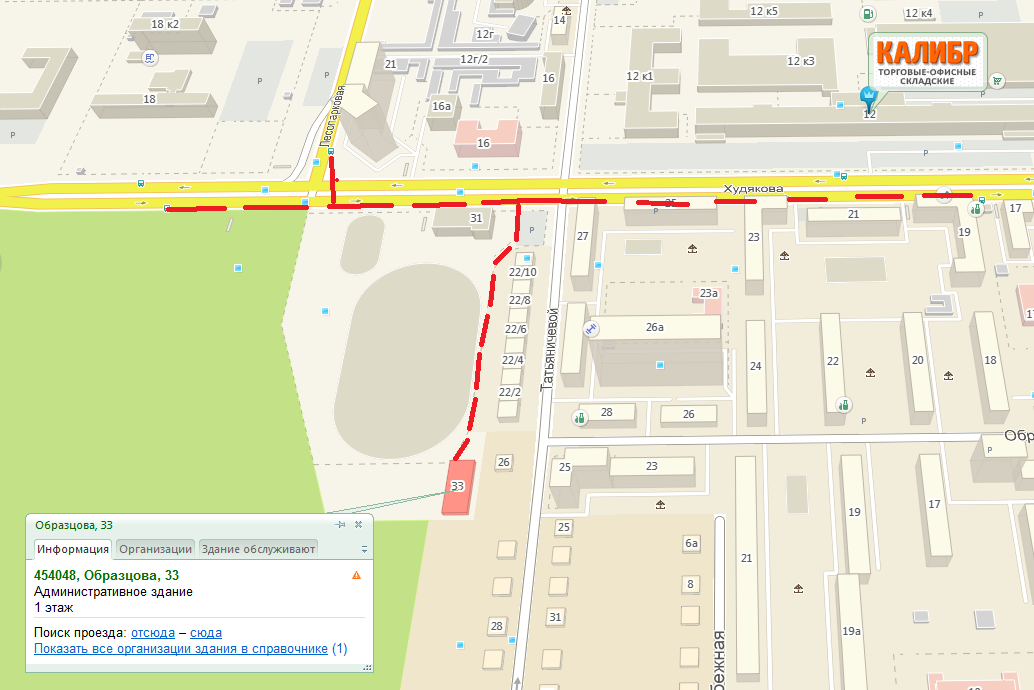 18 к2
14
12 к5
12 к4
P
12г
КАЛИБР
ТОРГОВЫЕ-ОФИСНЫЕ
СКЛАДСКИЕ
21
12г/2
12 к3
16
12 к1
P
P
18
16а
12
P
P
Лесопарковая
16
P
Худякова
31
P
27
P
23
21
19
17
22/10
22/8
23а
22/6
26а
Татьяничевой
22/4
24
22
20
18
22/2
28
26
P
Обр
P
33
26
25
23
19
17
25
6а
21
8
31
28
19а
бежная
Образцова, 33
Информация
Организации
Здание обслуживают
454048, Образцова, 33
Административное здание
1 этаж
Поиск проезда: отсюда – сюда
Показать все организации здания в справочнике (1)